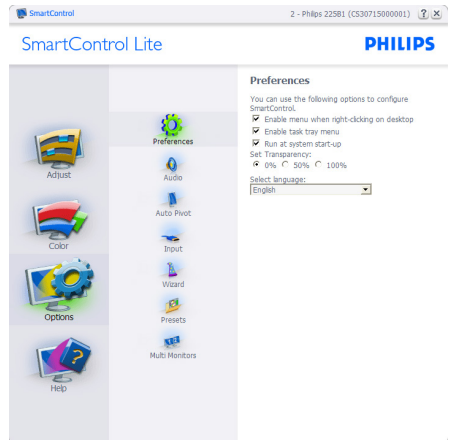 SmartControl
2 - Philips 225B1 (CS30715000001)
SmartControl Lite
PHILIPS
Adjust
Color
Options
Help
Preferences
Audio
Auto Pivot
Input
Wizard
Presets
Multi Monitors
Preferences
You can use the following options to configure
SmartControl.
Enable menu when right-clicking on desktop
Enable task tray menu
Run at system start-up
Set Transparency:
0% 50% 100%
Select language:
English